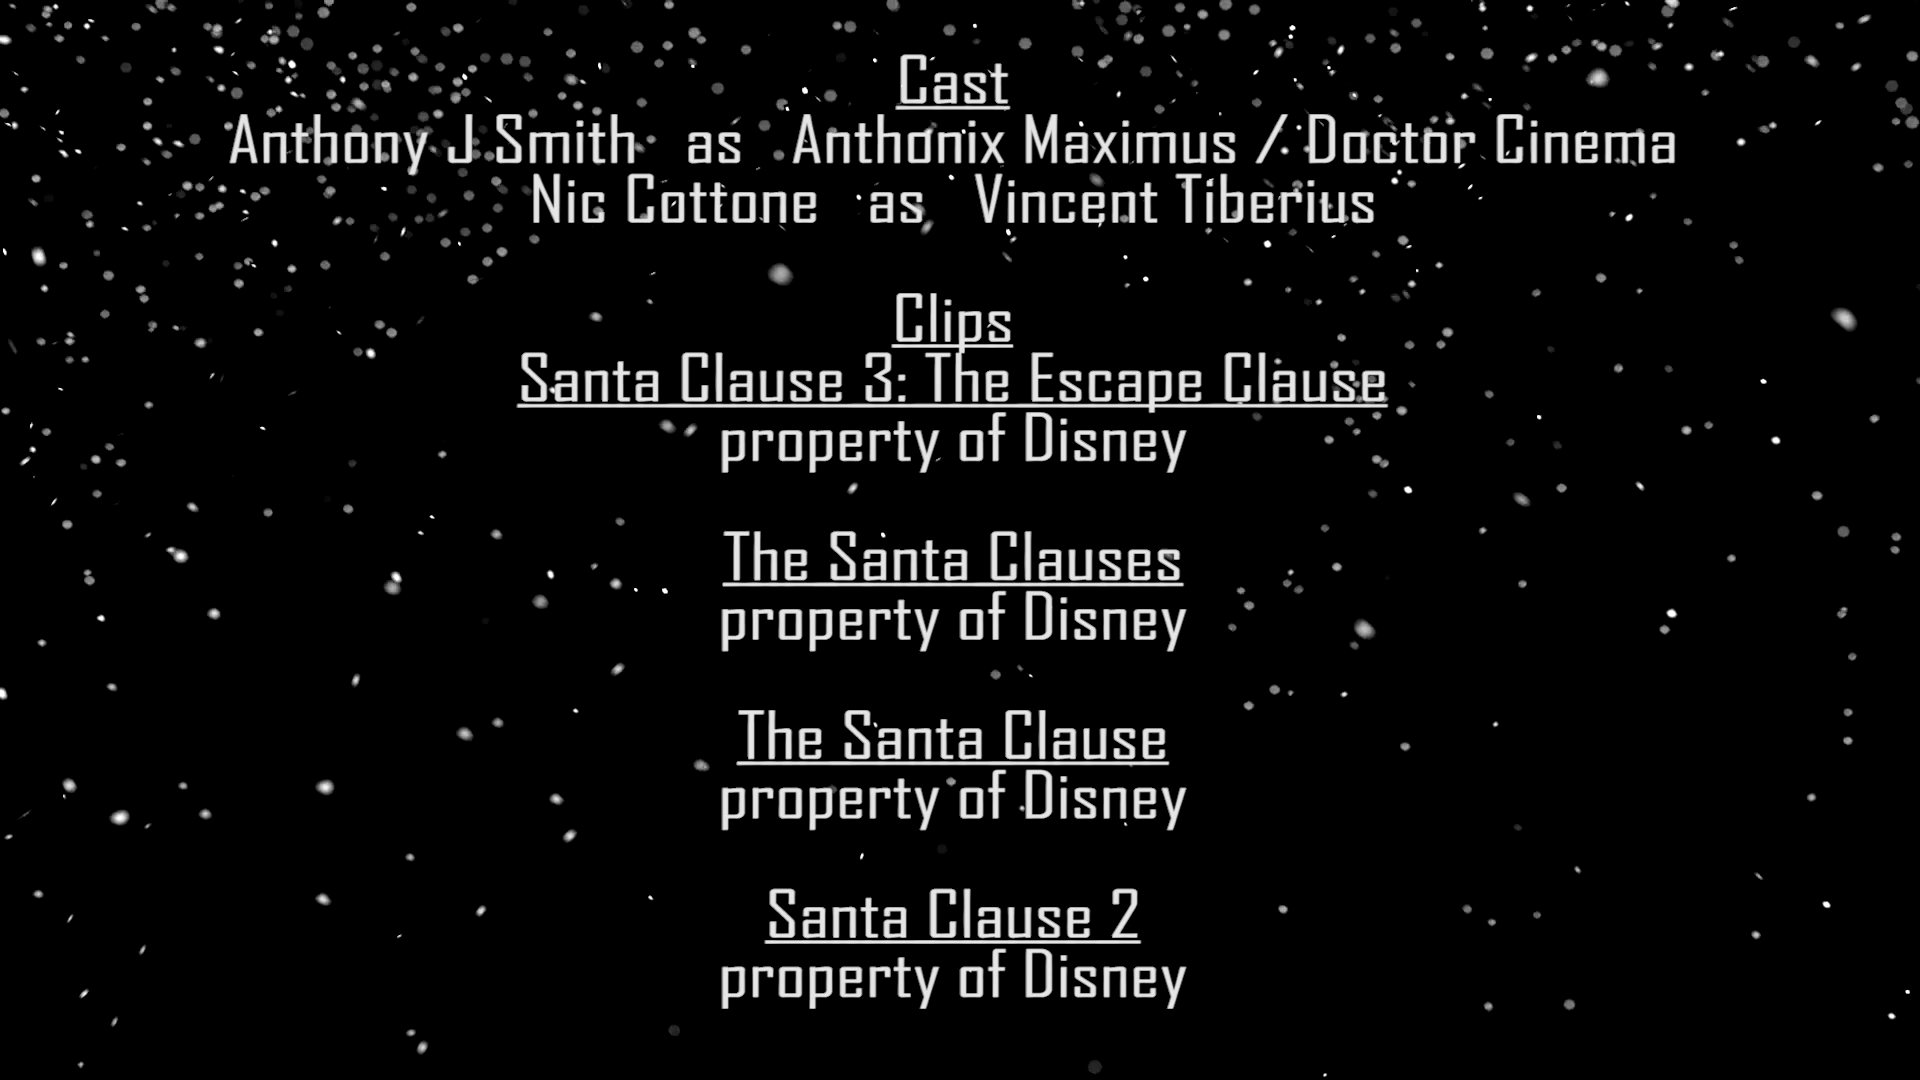 Cast
Anthony J Smith as Anthonix Maximus / Doctor Cinema
Nic Cottone as Vincent Tiberius
Clips
Santa Clause 3: The Escape Clause
property of Disney
The Santa Clauses
property of Disney
The Santa Clause
property of Disney
Santa Clause 2
property of Disney